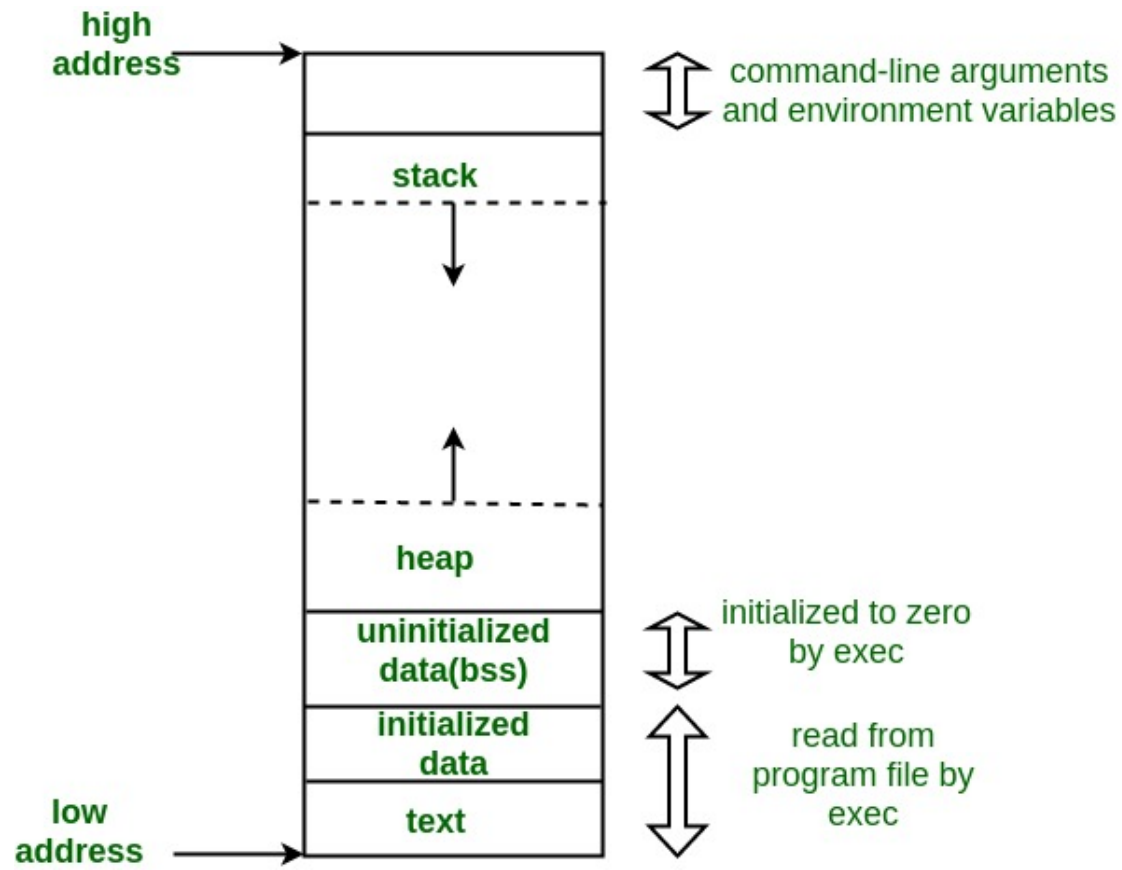 high
address
command-line arguments
and environment variables
stack
heap
uninitialized
data(bss)
initialized to zero
by exec
initialized
data
read from
program file by
exec
text
low
address